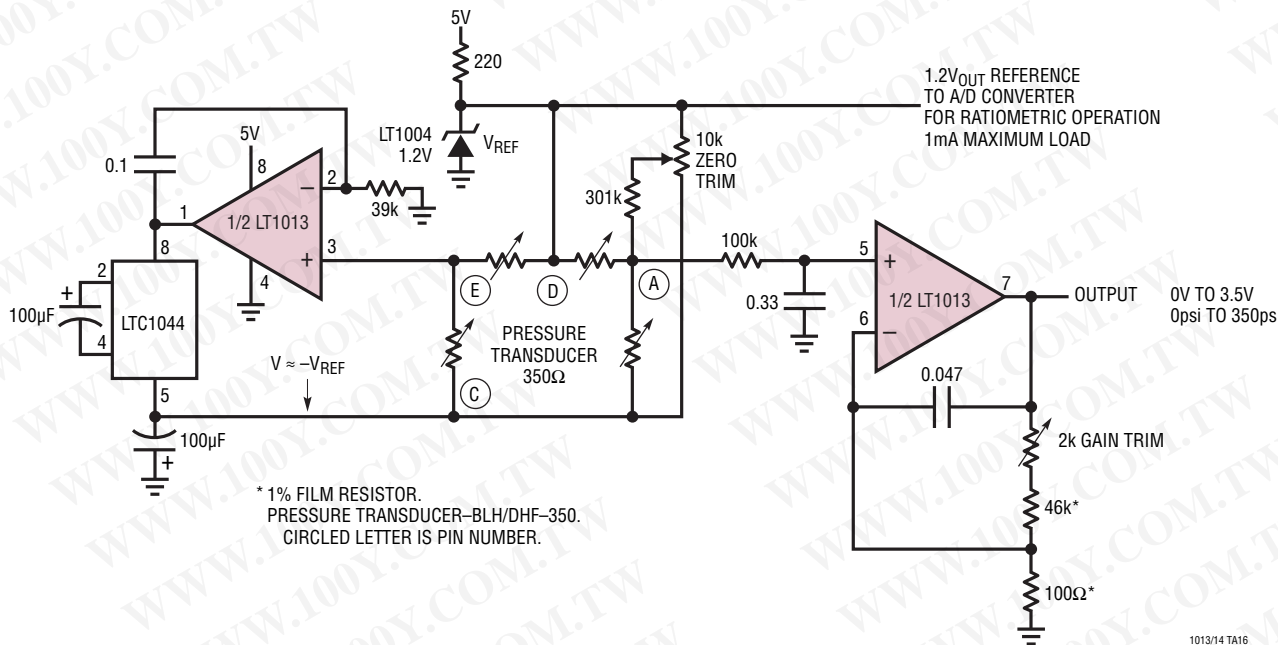 5V
220
1.2VOUT REFERENCE
TO A/D CONVERTER
FOR RATIOMETRIC OPERATION
1mA MAXIMUM LOAD
LT1004
1.2V
VREF
10k
ZERO
TRIM
5V
0.1
8
2
–
39k
1
1/2 LT1013
301k
8
3
+
4
100k
2
+
E
D
A
5
+
7
OUTPUT
0V TO 3.5V
0psi TO 350ps
100µF
LTC1044
0.33
1/2 LT1013
6
–
4
PRESSURE
TRANSDUCER
350Ω
V ≈ –VREF
5
C
0.047
100µF
+
2k GAIN TRIM
* 1% FILM RESISTOR.
PRESSURE TRANSDUCER–BLH/DHF–350.
CIRCLED LETTER IS PIN NUMBER.
46k*
100Ω*
1013/14 TA16
WWW.100Y.COM.TW